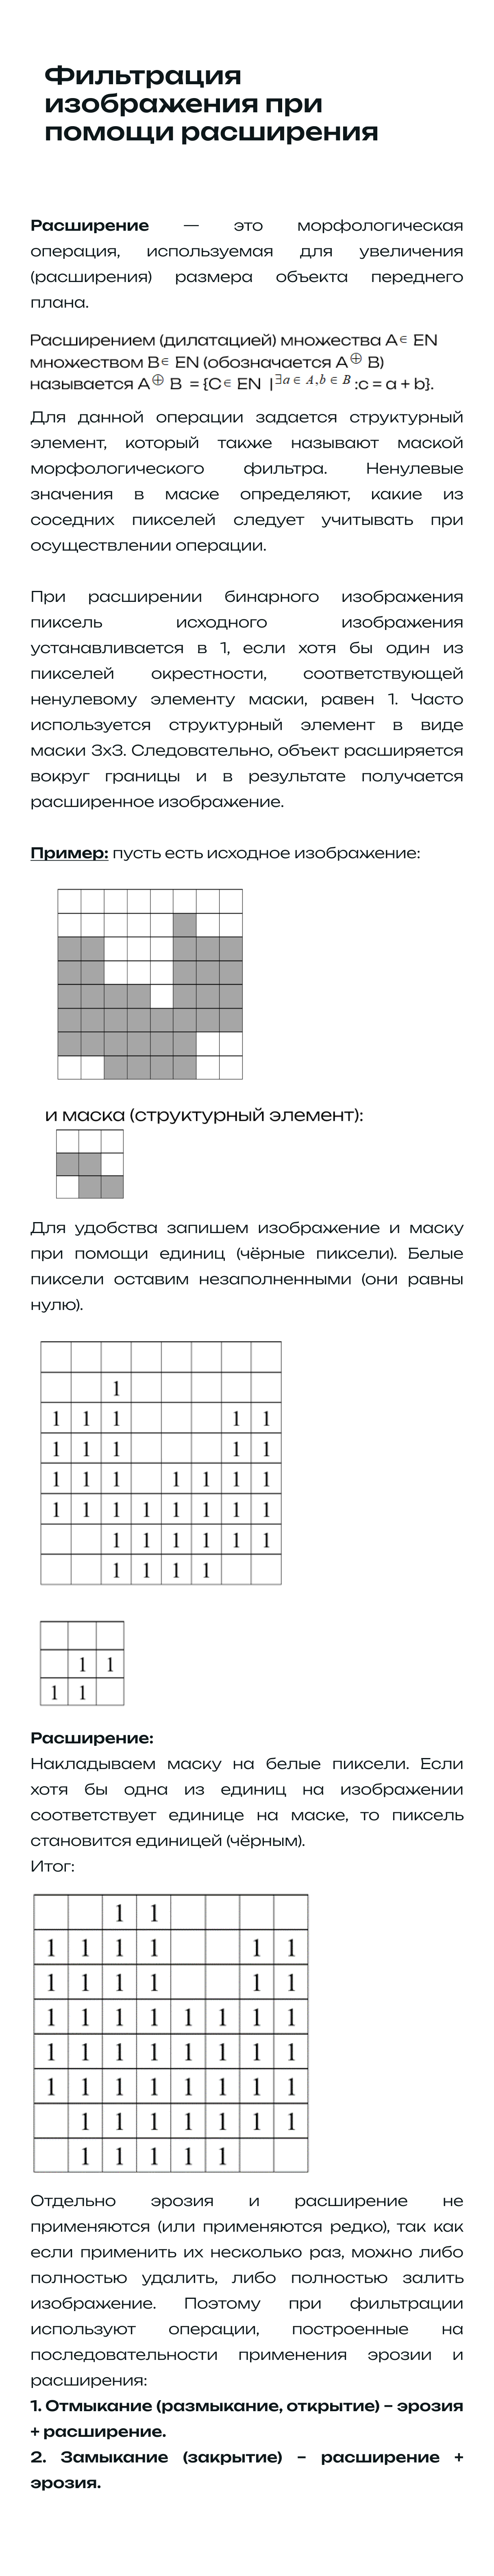 Фильтрация
изображения при
помощи расширения
Расширение — это морфологическая
операция, используемая для увеличения
(расширения) размера объекта переднего
плана.
Расширением (дилатацией) множества A∈ EN
множеством B∈ EN (обозначается A⊕ B)
называется A⊕ B = {C∈ EN |∃a ∈ A, b ∈ B :c = a + b}.
Для данной операции задается структурный
элемент, который также называют маской
морфологического фильтра. Ненулевые
значения в маске определяют, какие из
соседних пикселей следует учитывать при
осуществлении операции.
При расширении бинарного изображения
пиксель исходного изображения
устанавливается в 1, если хотя бы один из
пикселей окрестности, соответствующей
ненулевому элементу маски, равен 1. Часто
используется структурный элемент в виде
маски 3x3. Следовательно, объект расширяется
вокруг границы и в результате получается
расширенное изображение.
Пример: пусть есть исходное изображение:
и маска (структурный элемент):
Для удобства запишем изображение и маску
при помощи единиц (чёрные пиксели). Белые
пиксели оставим незаполненными (они равны
нулю).
1
1 1 1 1 1
1 1 1 1 1
1 1 1 1 1 1 1
1 1 1 1 1 1 1 1
1 1 1 1 1 1
1 1 1 1
1 1
1 1
Расширение:
Накладываем маску на белые пиксели. Если
хотя бы одна из единиц на изображении
соответствует единице на маске, то пиксель
становится единицей (чёрным).
Итог:
1 1
1 1 1 1 1 1
1 1 1 1 1 1
1 1 1 1 1 1 1 1
1 1 1 1 1 1 1 1
1 1 1 1 1 1 1 1
1 1 1 1 1 1 1
1 1 1 1 1
Отдельно эрозия и расширение не
применяются (или применяются редко), так как
если применить их несколько раз, можно либо
полностью удалить, либо полностью залить
изображение. Поэтому при фильтрации
используют операции, построенные на
последовательности применения эрозии и
расширения:
1. Отмыкание (размыкание, открытие) – эрозия
+ расширение.
2. Замыкание (закрытие) – расширение +
эрозия.